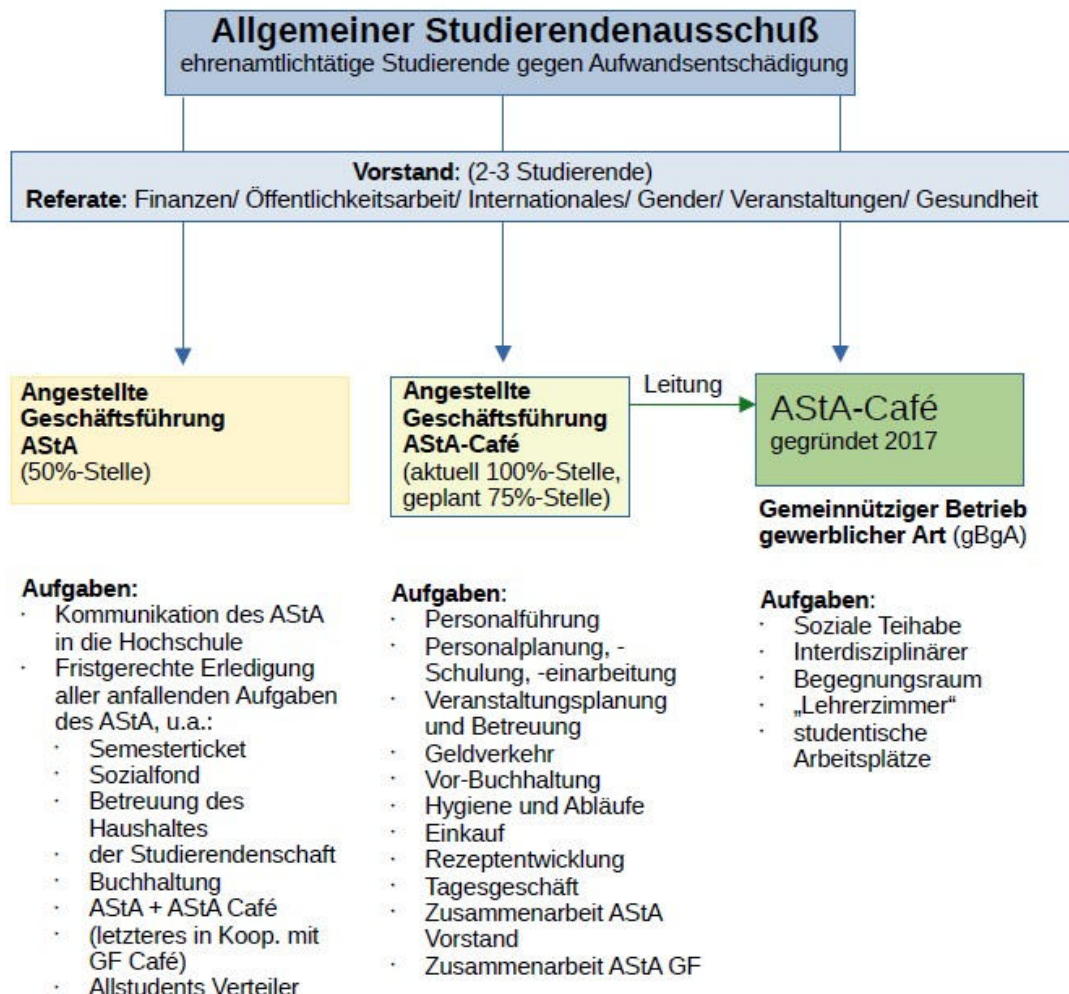 Allgemeiner Studierendenausschuß
ehrenamtlichtätige Studierende gegen Aufwandsentschädigung
Vorstand: (2-3 Studierende)
Referate: Finanzen/ Öffentlichkeitsarbeit/ Internationales/ Gender/ Veranstaltungen/ Gesundheit
Angestellte
Geschäftsführung
AStA
(50%-Stelle)
Aufgaben:
· Kommunikation des AStA
in die Hochschule
· Fristgerechte Erledigung
aller anfallenden Aufgaben
des AStA, u.a.:
· Semesterticket
· Sozialfond
· Betreuung des
Haushaltes
· der Studierendenschaft
· Buchhaltung
· AStA + AStA Café
· (letzteres in Koop. mit
GF Café)
· Allstudents Verteiler
Angestellte
Geschäftsführung
AStA-Café
(aktuell 100%-Stelle,
geplant 75%-Stelle)
Aufgaben:
· Personalführung
· Personalplanung, -
Schulung, -einarbeitung
· Veranstaltungsplanung
und Betreuung
· Geldverkehr
· Vor-Buchhaltung
· Hygiene und Abläufe
· Einkauf
· Rezeptentwicklung
· Tagesgeschäft
· Zusammenarbeit AStA
Vorstand
· Zusammenarbeit AStA GF
Leitung
AStA-Café
gegründet 2017
Gemeinnütziger Betrieb
gewerblicher Art (gBgA)
Aufgaben:
· Soziale Teihabe
· Interdisziplinärer
· Begegnungsraum
· „Lehrerzimmer“
· studentische
Arbeitsplätze